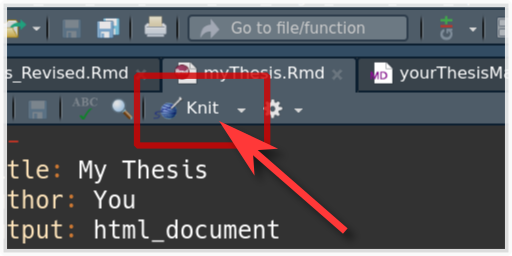 Go to file/function
s_Revised.Rmd
myThesis.Rmd
MD
yourThesisMa
ABC
Knit
tle: My Thesis
thor: You
tput: html_document